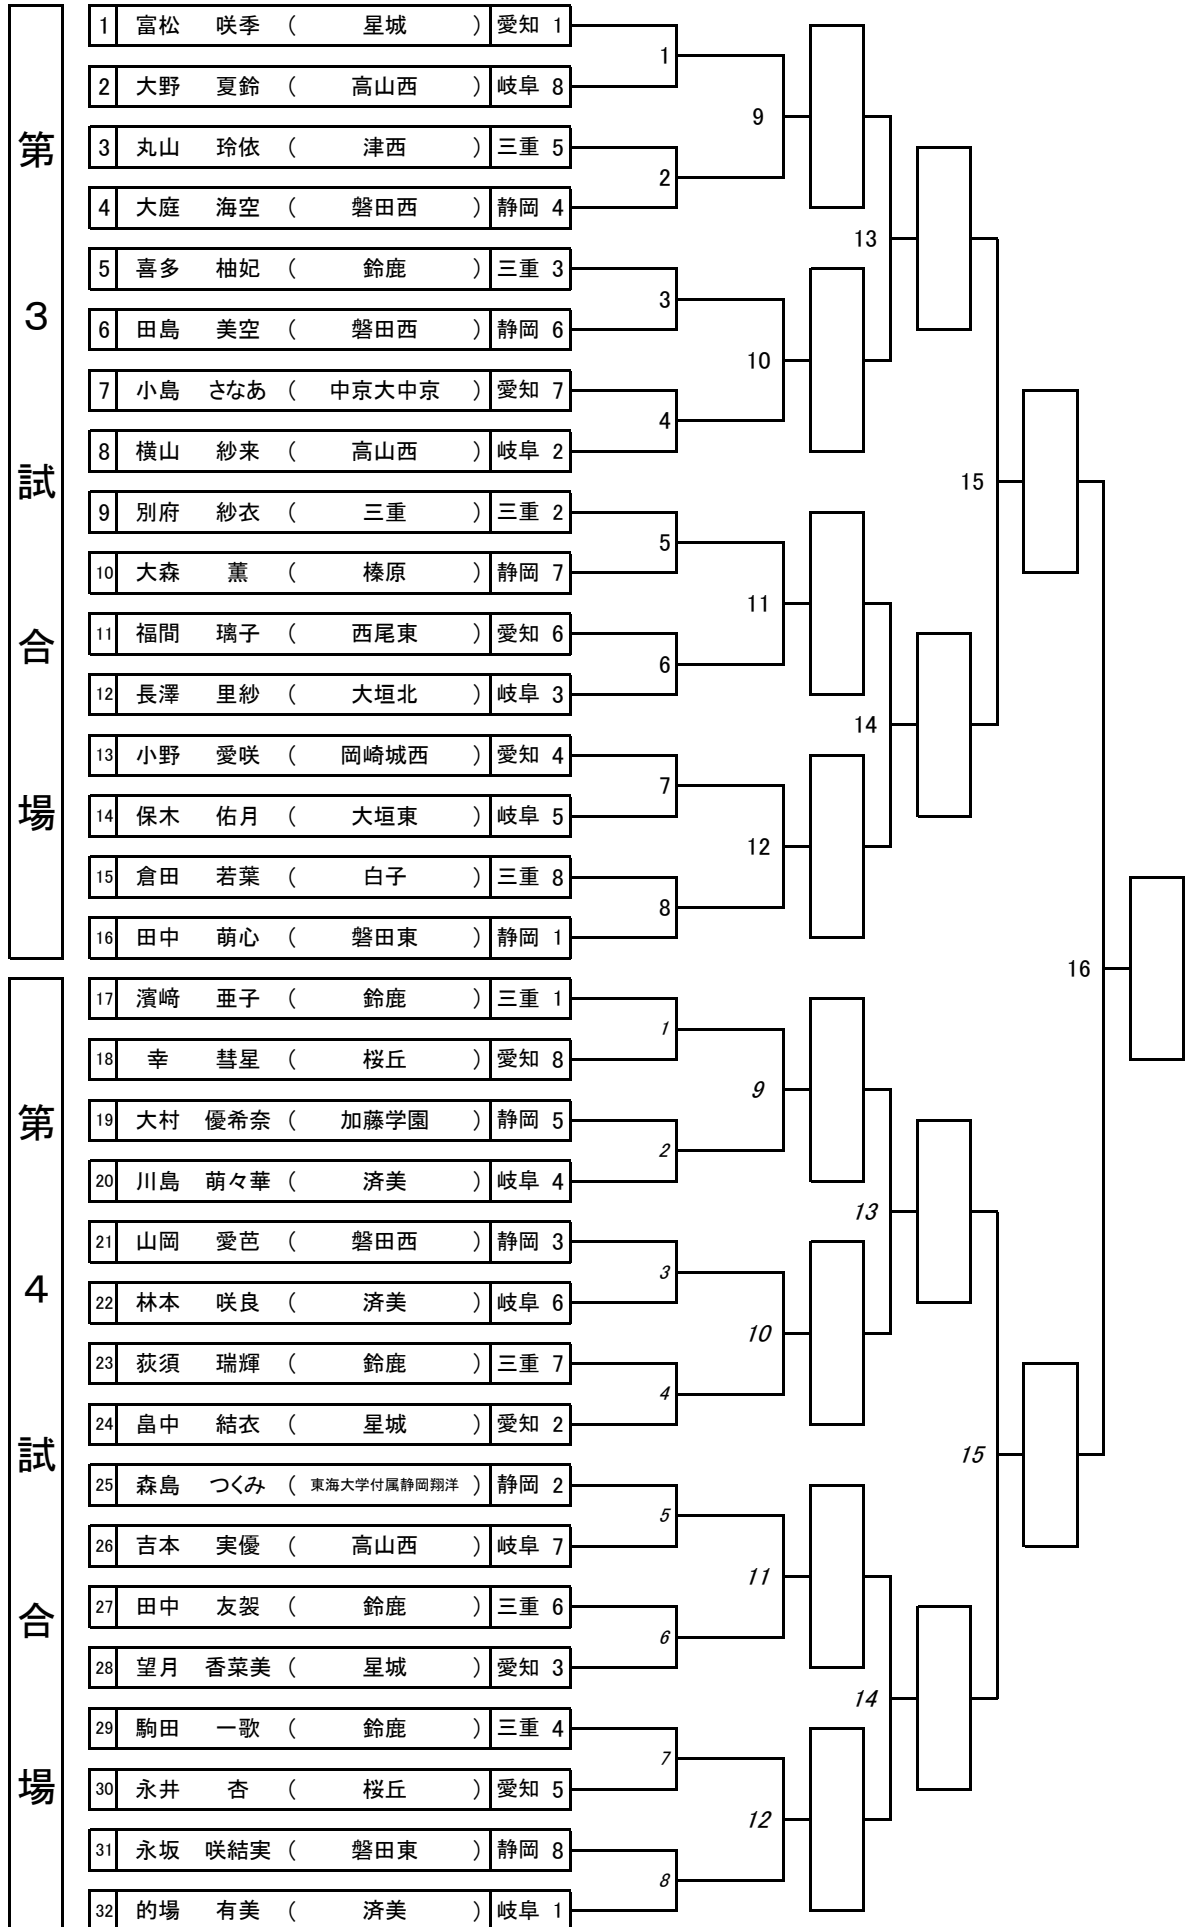 第3試合場
1 富松 咲季 ( 星城 ) 愛知 1
2 大野 夏鈴 ( 高山西 ) 岐阜 8
3 丸山 玲依 ( 津西 ) 三重 5
4 大庭 海空 ( 磐田西 ) 静岡 4
5 喜多 柚妃 ( 鈴鹿 ) 三重 3
6 田島 美空 ( 磐田西 ) 静岡 6
7 小島 さなあ ( 中京大中京 ) 愛知 7
8 横山 紗来 ( 高山西 ) 岐阜 2
9 別府 紗衣 ( 三重 ) 三重 2
10 大森 薫 ( 榛原 ) 静岡 7
11 福間 璃子 ( 西尾東 ) 愛知 6
12 長澤 里紗 ( 大垣北 ) 岐阜 3
13 小野 愛咲 ( 岡崎城西 ) 愛知 4
14 保木 佑月 ( 大垣東 ) 岐阜 5
15 倉田 若葉 ( 白子 ) 三重 8
16 田中 萌心 ( 磐田東 ) 静岡 1
1
2
3
4
5
6
7
8
9
10
11
12
13
14
15
16
第4試合場
17 濱﨑 亜子 ( 鈴鹿 ) 三重 1
18 幸 彗星 ( 桜丘 ) 愛知 8
19 大村 優希奈 ( 加藤学園 ) 静岡 5
20 川島 萌々華 ( 済美 ) 岐阜 4
21 山岡 愛芭 ( 磐田西 ) 静岡 3
22 林本 咲良 ( 済美 ) 岐阜 6
23 荻須 瑞輝 ( 鈴鹿 ) 三重 7
24 畠中 結衣 ( 星城 ) 愛知 2
25 森島 つくみ ( 東海大学付属静岡翔洋 ) 静岡 2
26 吉本 実優 ( 高山西 ) 岐阜 7
27 田中 友袈 ( 鈴鹿 ) 三重 6
28 望月 香菜美 ( 星城 ) 愛知 3
29 駒田 一歌 ( 鈴鹿 ) 三重 4
30 永井 杏 ( 桜丘 ) 愛知 5
31 永坂 咲結実 ( 磐田東 ) 静岡 8
32 的場 有美 ( 済美 ) 岐阜 1
1
2
3
4
5
6
7
8
9
10
11
12
13
14
15